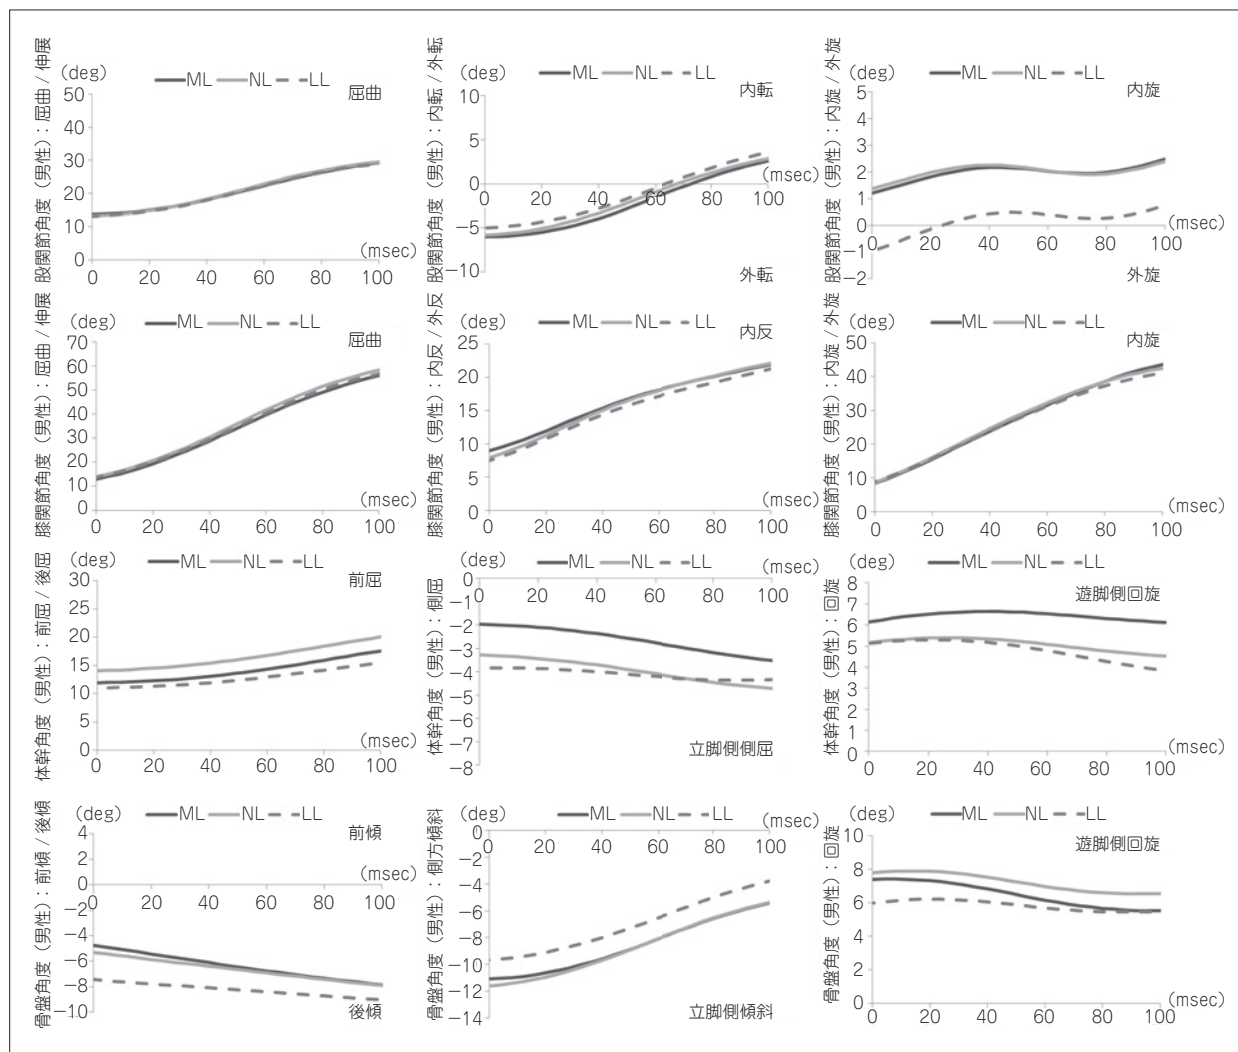 股関節角度（男性）：屈曲 / 伸展
(deg)
ML NL LL
屈曲
50
40
30
20
10
0
(msec)
0 20 40 60 80 100
股関節角度（男性）：内転 / 外転
(deg)
ML NL LL
内転
10
5
0
−5
−10
(msec)
0 20 40 60 80 100
外転
股関節角度（男性）：内旋 / 外旋
(deg)
ML NL LL
内旋
5
4
3
2
1
0
−1
−2
(msec)
0 20 40 60 80 100
外旋
膝関節角度（男性）：屈曲 / 伸展
(deg)
ML NL LL
屈曲
70
60
50
40
30
20
10
0
(msec)
0 20 40 60 80 100
膝関節角度（男性）：内反 / 外反
(deg)
ML NL LL
内反
25
20
15
10
5
0
(msec)
0 20 40 60 80 100
膝関節角度（男性）：内旋 / 外旋
(deg)
ML NL LL
内旋
50
40
30
20
10
0
(msec)
0 20 40 60 80 100
体幹角度（男性）：前屈 / 後屈
(deg)
ML NL LL
前屈
30
25
20
15
10
5
0
(msec)
0 20 40 60 80 100
体幹角度（男性）：側屈
(deg)
ML NL LL
(msec)
0 20 40 60 80 100
0
−1
−2
−3
−4
−5
−6
−7
−8
立脚側側屈
体幹角度（男性）：回旋
(deg)
ML NL LL
遊脚側回旋
8
7
6
5
4
3
2
1
0
(msec)
0 20 40 60 80 100
骨盤角度（男性）：前傾 / 後傾
(deg)
ML NL LL
前傾
4
2
0
−2
−4
−6
−8
−10
(msec)
0 20 40 60 80 100
後傾
骨盤角度（男性）：側方傾斜
(deg)
ML NL LL
(msec)
0 20 40 60 80 100
0
−2
−4
−6
−8
−10
−12
−14
立脚側傾斜
骨盤角度（男性）：回旋
(deg)
ML NL LL
遊脚側回旋
10
8
6
4
2
0
(msec)
0 20 40 60 80 100